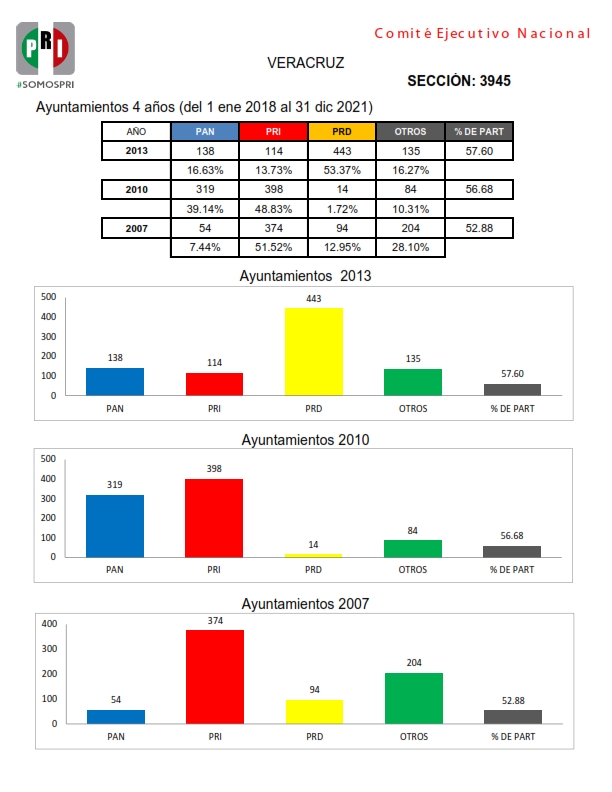 Comité Ejecutivo Nacional
PRI
#SOMOSPRI
VERACRUZ
SECCIÓN: 3945
Ayuntamientos 4 años (del 1 ene 2018 al 31 dic 2021)
AÑO PAN PRI PRD OTROS % DE PART
2013 138 114 443 135 57.60
16.63% 13.73% 53.37% 16.27%
2010 319 398 14 84 56.68
39.14% 48.83% 1.72% 10.31%
2007 54 374 94 204 52.88
7.44% 51.52% 12.95% 28.10%
Ayuntamientos 2013
500
400
300
200
100
0
138 114 443 135 57.60
PAN PRI PRD OTROS % DE PART
Ayuntamientos 2010
500
400
300
200
100
0
319 398 14 84 56.68
PAN PRI PRD OTROS % DE PART
Ayuntamientos 2007
400
300
200
100
0
54 374 94 204 52.88
PAN PRI PRD OTROS % DE PART